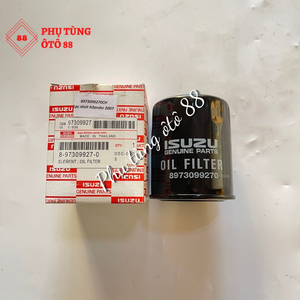 PHỤ TÙNG
ÔTÔ 88
88
8973099270CH
ISUZU
GENUINE PARTS
97309927
MADE IN THAILAND
8-97309927-0
ELEMENT; OIL FILTER
ISUZU
GENUINE PARTS
OIL FILTER
8973099270
Phụ tùng ôtô 88